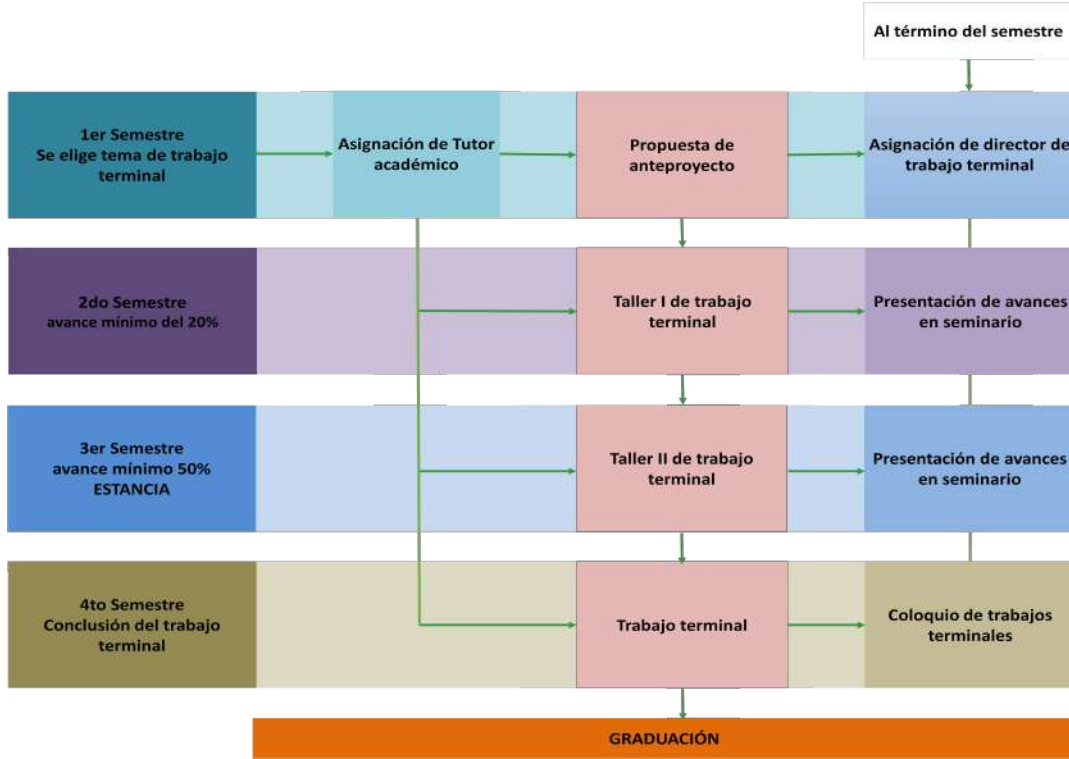 Al término del semestre
1er Semestre
Se elige tema de trabajo
terminal
Asignación de Tutor
académico
Propuesta de
anteproyecto
Asignación de director de
trabajo terminal
2do Semestre
avance mínimo del 20%
Taller I de trabajo
terminal
Presentación de avances
en seminario
3er Semestre
avance mínimo 50%
ESTANCIA
Taller II de trabajo
terminal
Presentación de avances
en seminario
4to Semestre
Conclusión del trabajo
terminal
Trabajo terminal
Coloquio de trabajos
terminales
GRADUACIÓN